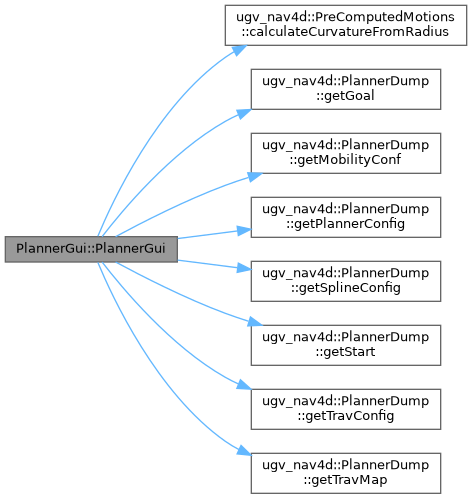 ugv_nav4d::PreComputedMotions
::calculateCurvatureFromRadius
ugv_nav4d::PlannerDump
::getGoal
ugv_nav4d::PlannerDump
::getMobilityConf
ugv_nav4d::PlannerDump
::getPlannerConfig
PlannerGui::PlannerGui
ugv_nav4d::PlannerDump
::getSplineConfig
ugv_nav4d::PlannerDump
::getStart
ugv_nav4d::PlannerDump
::getTravConfig
ugv_nav4d::PlannerDump
::getTravMap